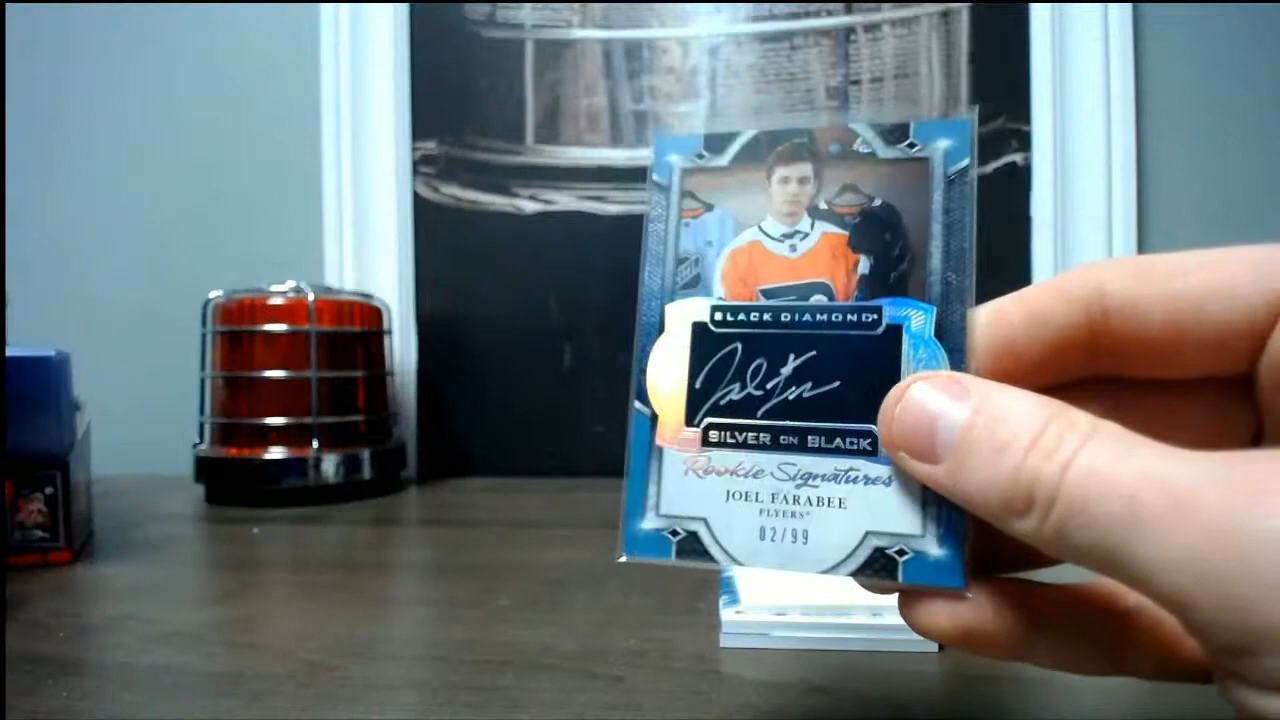 BLACK DIAMOND®
SILVER ON BLACK
Rookie Signatures
JOEL FARABEE
FLYERS®
02/99